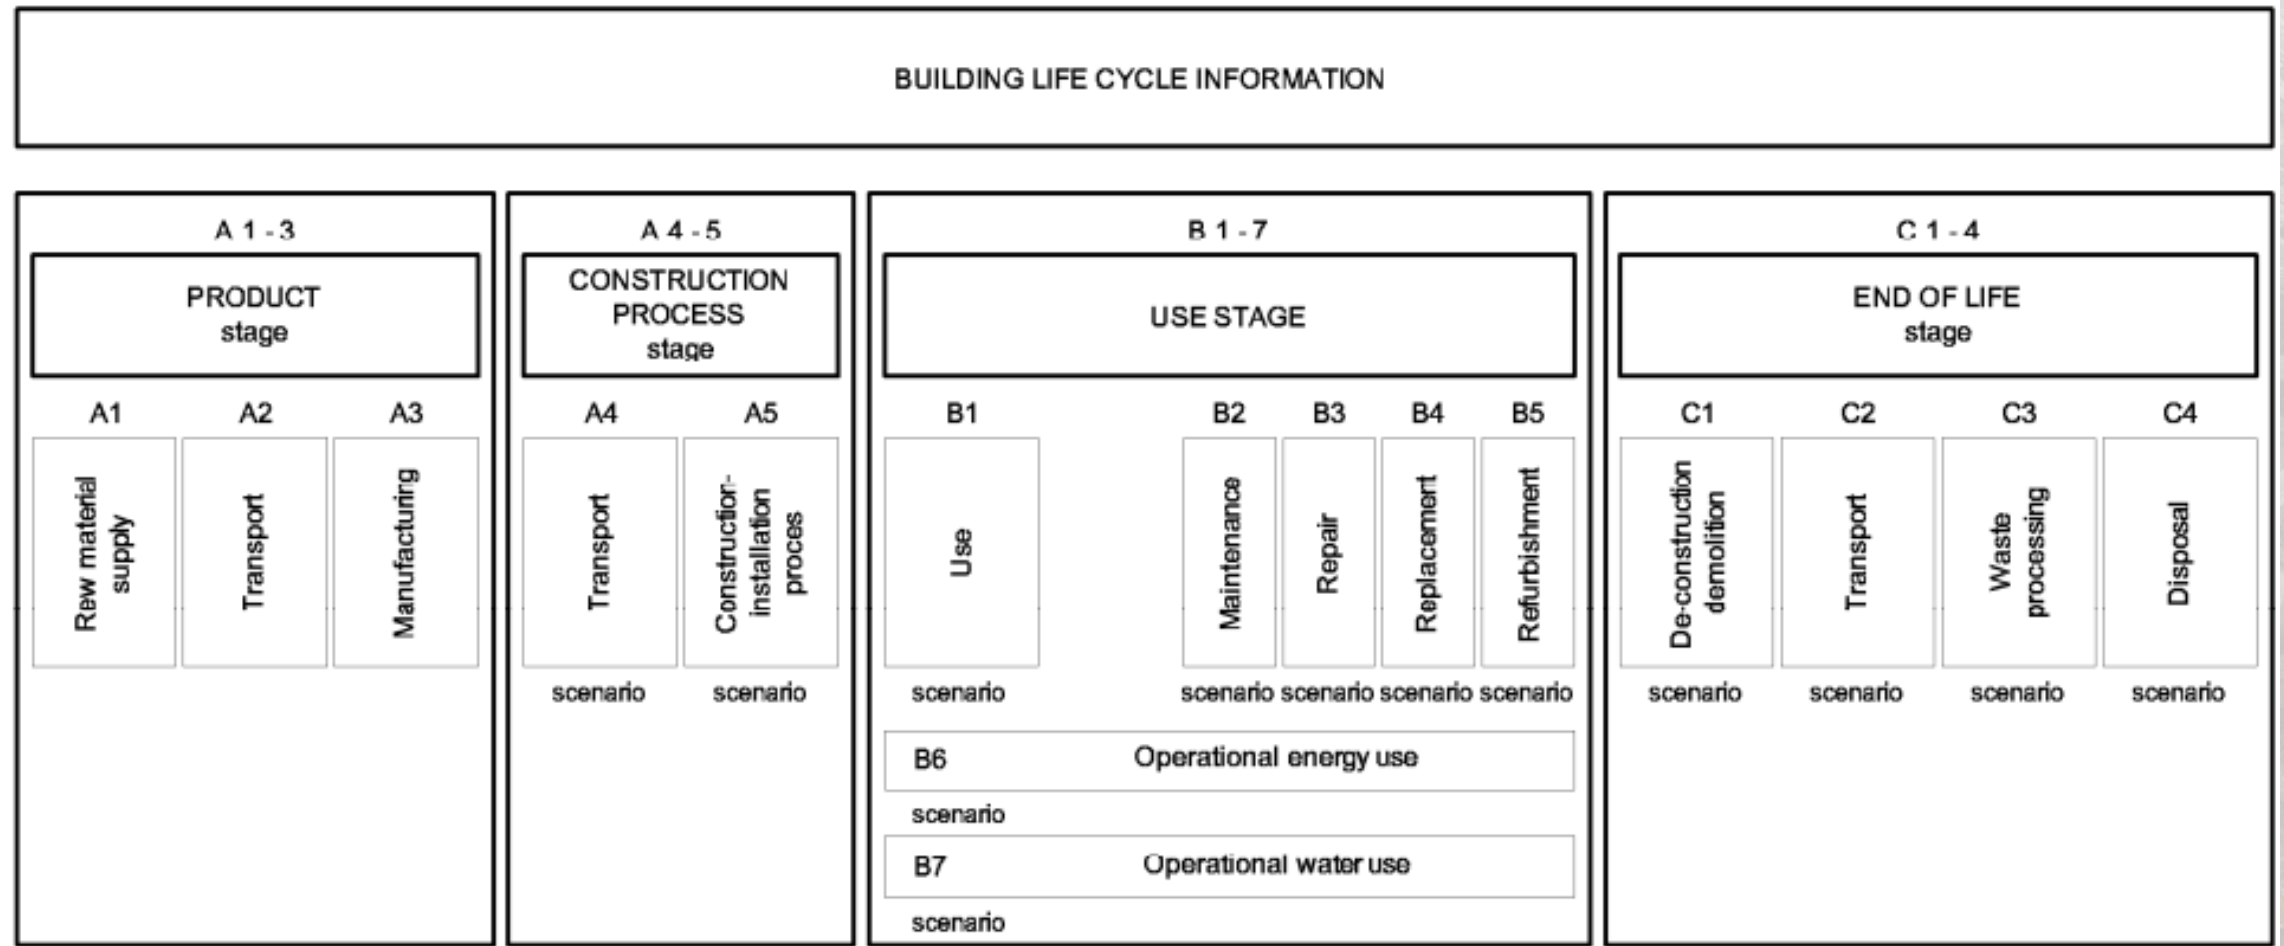 BUILDING LIFE CYCLE INFORMATION
A 1 - 3
PRODUCT
stage
A1
A2
A3
Rew material
supply
Transport
Manufacturing
A 4 - 5
CONSTRUCTION
PROCESS
stage
A4
A5
Transport
Construction-
installation
proces
scenario
scenario
B 1 - 7
USE STAGE
B1
B2
B3
B4
B5
Use
Maintenance
Repair
Replacement
Refurbishment
scenario
scenario
scenario
scenario
scenario
B6 Operational energy use
scenario
B7 Operational water use
scenario
C 1 - 4
END OF LIFE
stage
C1
C2
C3
C4
De-construction
demolition
Transport
Waste
processing
Disposal
scenario
scenario
scenario
scenario